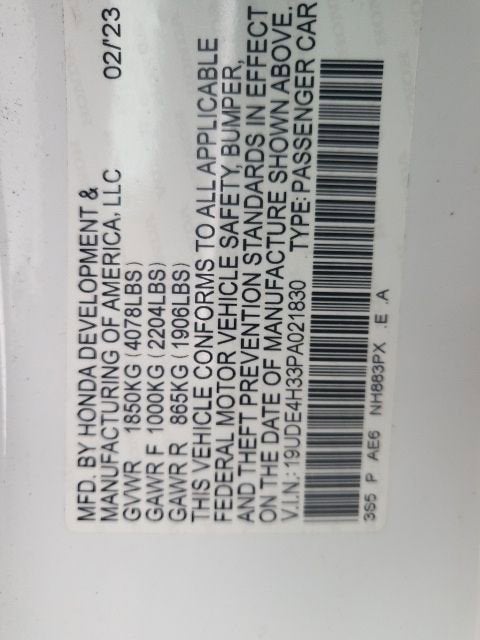 MFD. BY HONDA DEVELOPMENT &
MANUFACTURING OF AMERICA, LLC 02/'23
GVWR 1850KG (4078LBS)
GAWR F 1000KG (2204LBS)
GAWR R 865KG (1906LBS)
THIS VEHICLE CONFORMS TO ALL APPLICABLE
FEDERAL MOTOR VEHICLE SAFETY, BUMPER,
AND THEFT PREVENTION STANDARDS IN EFFECT
ON THE DATE OF MANUFACTURE SHOWN ABOVE.
V.I.N.: 19UDE4H33PA021830 TYPE: PASSENGER CAR
3S5 P AE6 NH883PX .E .A